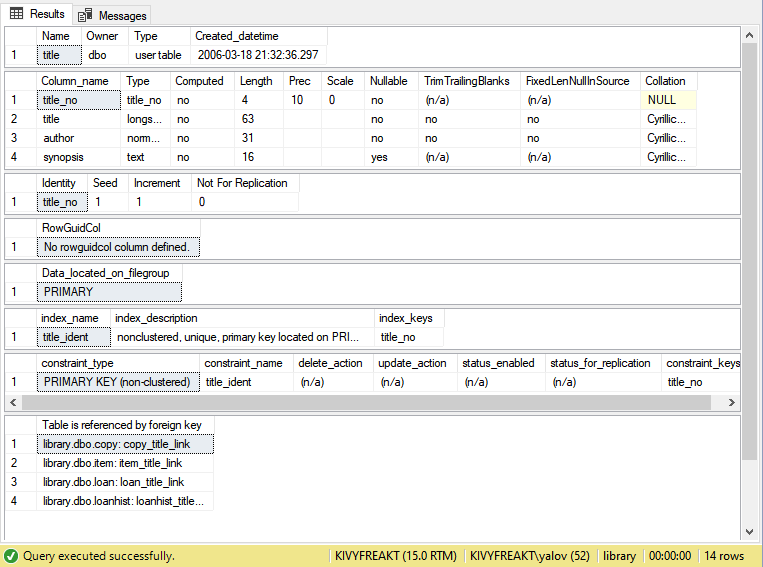 Results Messages
Name Owner Type Created_datetime
1 title dbo user table 2006-03-18 21:32:36.297
Column_name Type Computed Length Prec Scale Nullable TrimTrailingBlanks FixedLenNullInSource Collation
1 title_no title_no no 4 10 0 no (n/a) (n/a) NULL
2 title longs... no 63 no no no Cyrillic...
3 author norm... no 31 no no no Cyrillic...
4 synopsis text no 16 yes (n/a) (n/a) Cyrillic...
Identity Seed Increment Not For Replication
1 title_no 1 1 0
RowGuidCol
1 No rowguidcol column defined.
Data_located_on_filegroup
1 PRIMARY
index_name index_description index_keys
1 title_ident nonclustered, unique, primary key located on PRI... title_no
constraint_type constraint_name delete_action update_action status_enabled status_for_replication constraint_keys
1 PRIMARY KEY (non-clustered) title_ident (n/a) (n/a) (n/a) (n/a) title_no
Table is referenced by foreign key
1 library.dbo.copy: copy_title_link
2 library.dbo.item: item_title_link
3 library.dbo.loan: loan_title_link
4 library.dbo.loanhist: loanhist_title...
Query executed successfully. KIVYFREAKT (15.0 RTM) KIVYFREAKT\yalov (52) library 00:00:00 14 rows